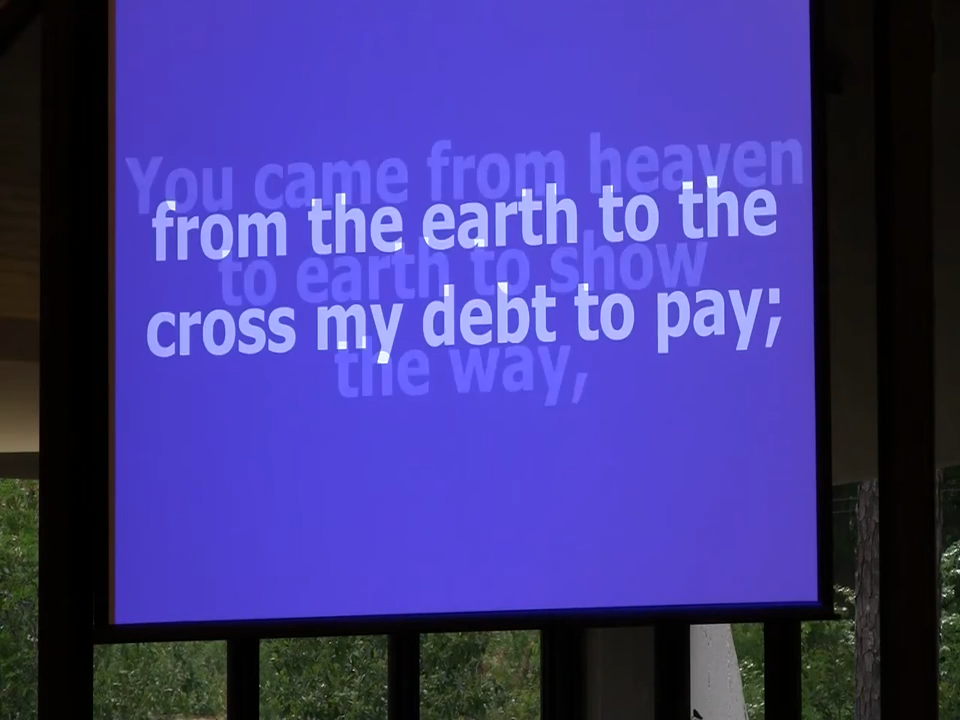 You came from heaven
from the earth to the
to earth to show
cross my debt to pay;
the way,